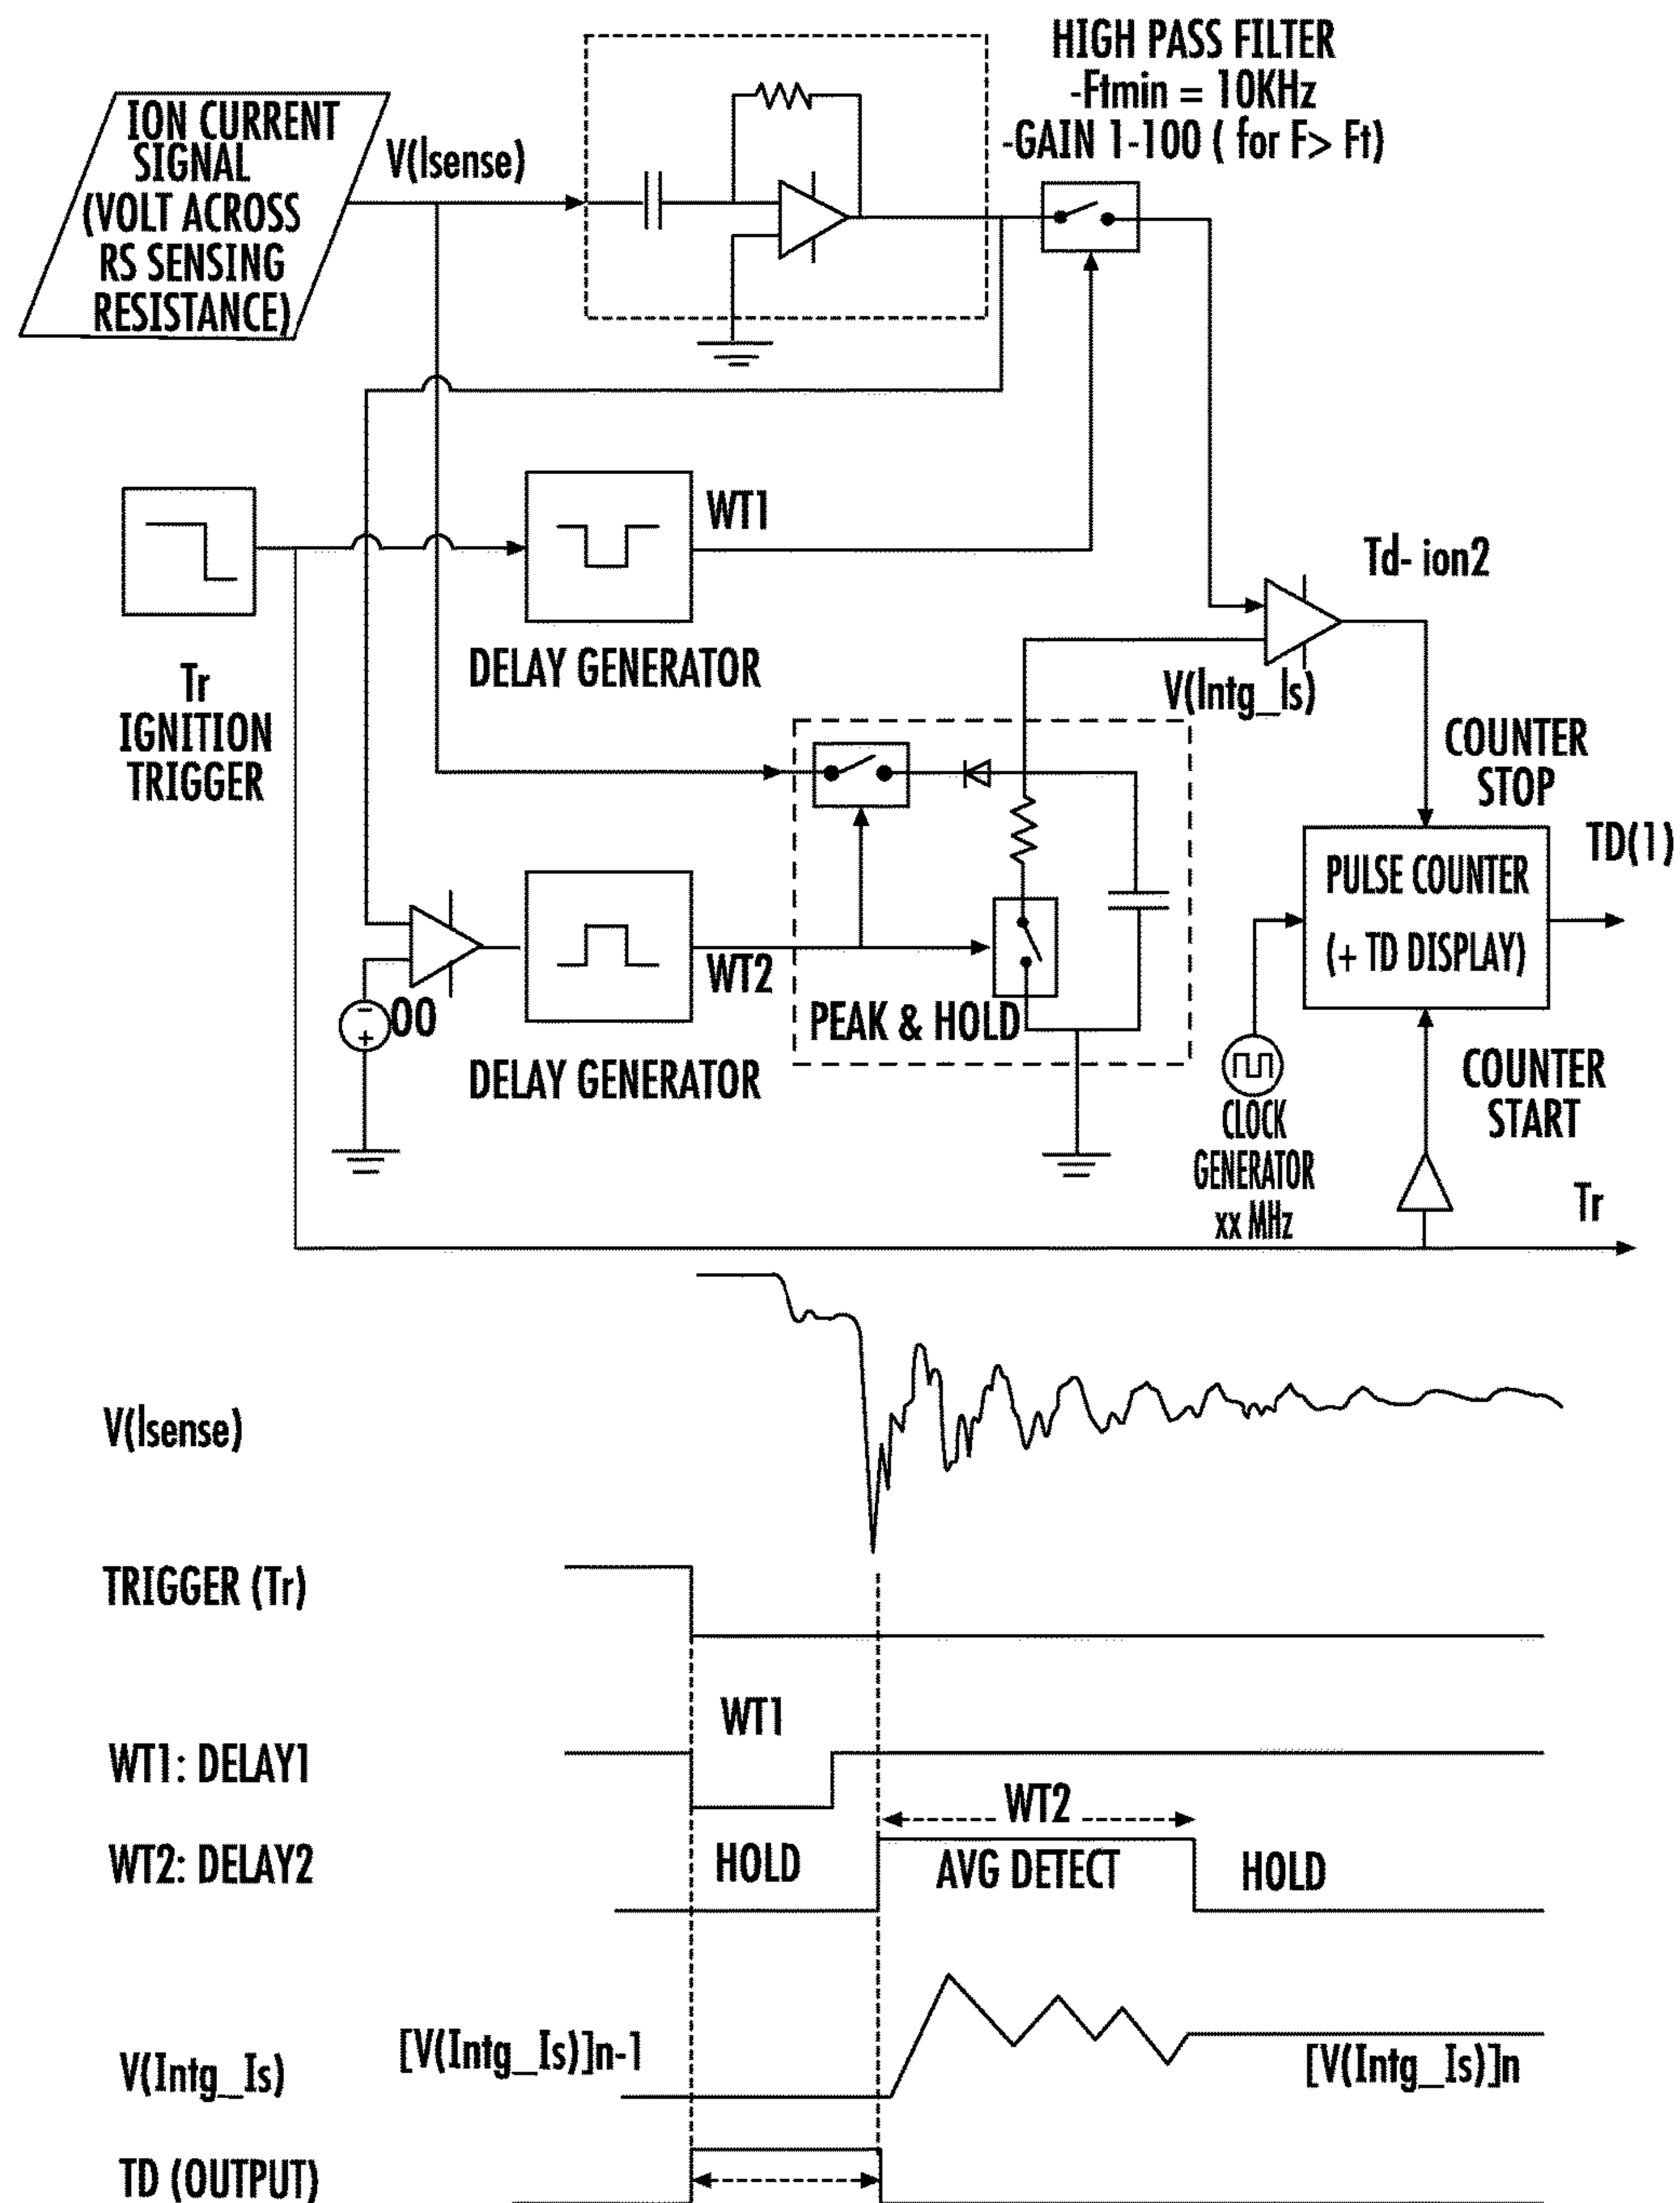 HIGH PASS FILTER
-Ftmin = 10KHz
-GAIN 1-100 ( for F> Ft)
ION CURRENT
SIGNAL
(VOLT ACROSS
RS SENSING
RESISTANCE)
V(Isense)
WT1
DELAY GENERATOR
Tr
IGNITION
TRIGGER
Td- ion2
V(Intg_Is)
COUNTER
STOP
TD(1)
PULSE COUNTER
(+ TD DISPLAY)
WT2
PEAK & HOLD
- 
+
00
DELAY GENERATOR
CLOCK
GENERATOR
xx MHz
COUNTER
START
Tr
V(Isense)
TRIGGER (Tr)
WT1
WT1: DELAY1
WT2
WT2: DELAY2
HOLD
AVG DETECT
HOLD
V(Intg_Is)
[V(Intg_Is)]n-1
[V(Intg_Is)]n
TD (OUTPUT)